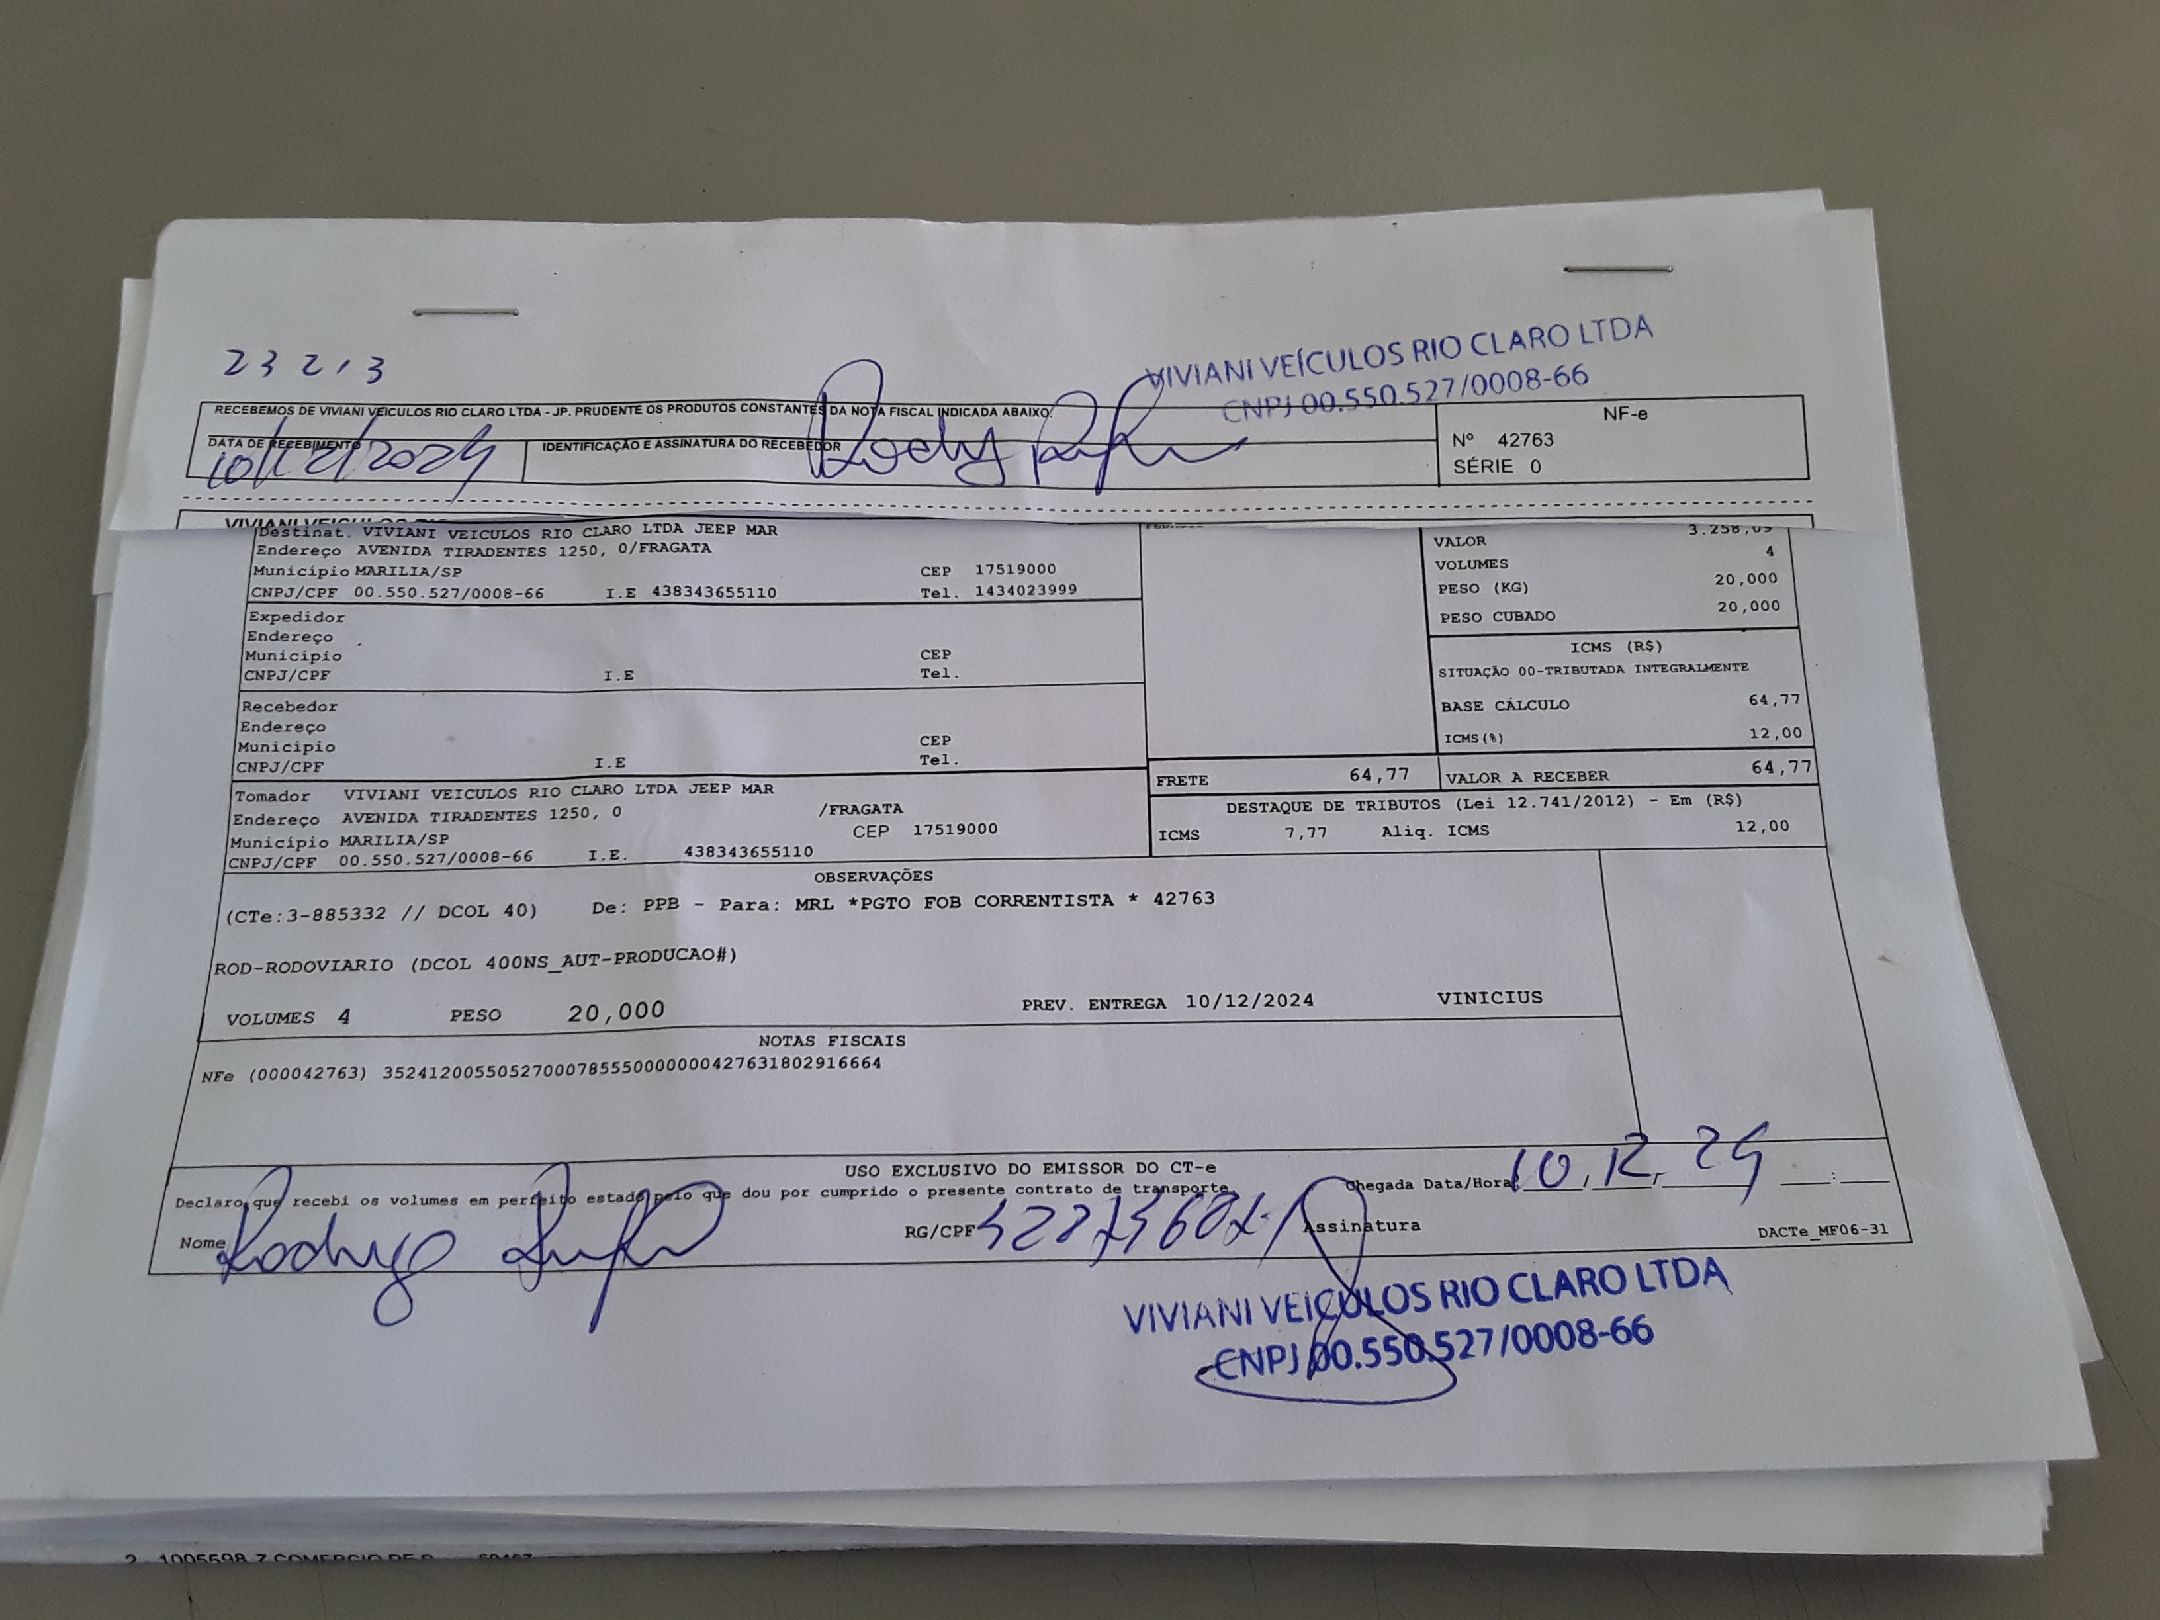 23213
VIVIANI VEÍCULOS RIO CLARO LTDA
CNPJ 00.550.527/0008-66
RECEBEMOS DE VIVIANI VEICULOS RIO CLARO LTDA - JP. PRUDENTE OS PRODUTOS CONSTANTES DA NOTA FISCAL INDICADA ABAIXO.
NF-e
Nº 42763
SÉRIE 0
DATA DE RECEBIMENTO
10/12/2024
IDENTIFICAÇÃO E ASSINATURA DO RECEBEDOR
Destinat. VIVIANI VEICULOS RIO CLARO LTDA JEEP MAR
Endereço AVENIDA TIRADENTES 1250, 0/FRAGATA
Município MARILIA/SP CEP 17519000
CNPJ/CPF 00.550.527/0008-66 I.E 438343655110 Tel. 1434023999
Expedidor
Endereço
Município CEP
CNPJ/CPF I.E Tel.
Recebedor
Endereço
Município CEP
CNPJ/CPF I.E Tel.
Tomador VIVIANI VEICULOS RIO CLARO LTDA JEEP MAR
Endereço AVENIDA TIRADENTES 1250, 0 /FRAGATA
Município MARILIA/SP CEP 17519000
CNPJ/CPF 00.550.527/0008-66 I.E. 438343655110
VALOR 3.258,09
VOLUMES 4
PESO (KG) 20,000
PESO CUBADO 20,000
ICMS (R$)
SITUAÇÃO 00-TRIBUTADA INTEGRALMENTE
BASE CÁLCULO 64,77
ICMS(%) 12,00
FRETE 64,77 VALOR A RECEBER 64,77
DESTAQUE DE TRIBUTOS (Lei 12.741/2012) - Em (R$)
ICMS 7,77 Aliq. ICMS 12,00
OBSERVAÇÕES
(CTe:3-885332 // DCOL 40) De: PPB - Para: MRL *PGTO FOB CORRENTISTA * 42763
ROD-RODOVIARIO (DCOL 400NS_AUT-PRODUCAO#)
VOLUMES 4 PESO 20,000 PREV. ENTREGA 10/12/2024 VINICIUS
NOTAS FISCAIS
NFe (000042763) 35241200550527000785550000000427631802916664
USO EXCLUSIVO DO EMISSOR DO CT-e
Declaro que recebi os volumes em perfeito estado pelo que dou por cumprido o presente contrato de transporte.
Chegada Data/Hora: 10, 12, 24 :
Nome Rodrigo
RG/CPF
Assinatura
DACTe_MF06-31
VIVIANI VEÍCULOS RIO CLARO LTDA
CNPJ 00.550.527/0008-66